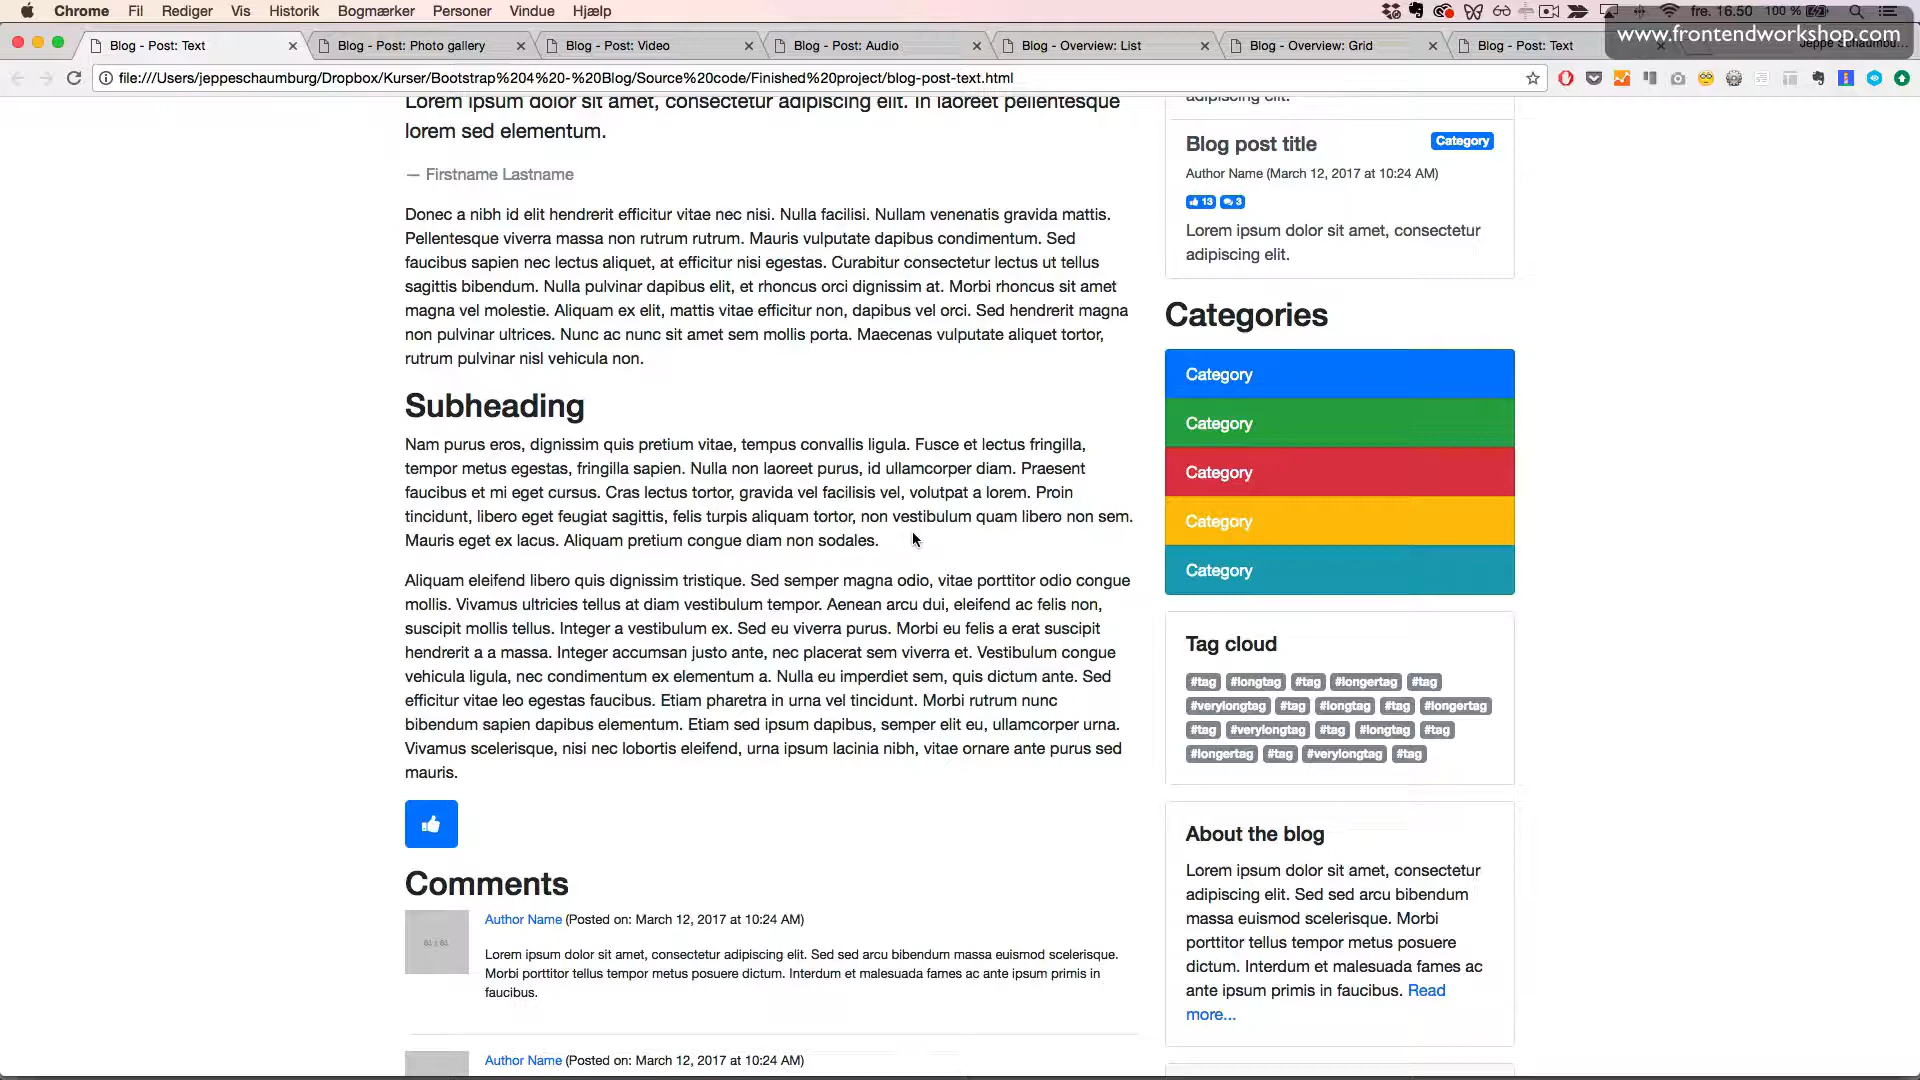 Chrome Fil Rediger Vis Historik Bogmærker Personer Vindue Hjælp fre. 16.50 100 %
www.frontendworkshop.com
Blog - Post: Text Blog - Post: Photo gallery Blog - Post: Video Blog - Post: Audio Blog - Overview: List Blog - Overview: Grid Blog - Post: Text
file:///Users/jeppeschaumburg/Dropbox/Kurser/Bootstrap%204%20-%20Blog/Source%20code/Finished%20project/blog-post-text.html
Lorem ipsum dolor sit amet, consectetur adipiscing elit. In laoreet pellentesque
lorem sed elementum.
— Firstname Lastname
Donec a nibh id elit hendrerit efficitur vitae nec nisi. Nulla facilisi. Nullam venenatis gravida mattis.
Pellentesque viverra massa non rutrum rutrum. Mauris vulputate dapibus condimentum. Sed
faucibus sapien nec lectus aliquet, at efficitur nisi egestas. Curabitur consectetur lectus ut tellus
sagittis bibendum. Nulla pulvinar dapibus elit, et rhoncus orci dignissim at. Morbi rhoncus sit amet
magna vel molestie. Aliquam ex elit, mattis vitae efficitur non, dapibus vel orci. Sed hendrerit magna
non pulvinar ultrices. Nunc ac nunc sit amet sem mollis porta. Maecenas vulputate aliquet tortor,
rutrum pulvinar nisl vehicula non.
Subheading
Nam purus eros, dignissim quis pretium vitae, tempus convallis ligula. Fusce et lectus fringilla,
tempor metus egestas, fringilla sapien. Nulla non laoreet purus, id ullamcorper diam. Praesent
faucibus et mi eget cursus. Cras lectus tortor, gravida vel facilisis vel, volutpat a lorem. Proin
tincidunt, libero eget feugiat sagittis, felis turpis aliquam tortor, non vestibulum quam libero non sem.
Mauris eget ex lacus. Aliquam pretium congue diam non sodales.
Aliquam eleifend libero quis dignissim tristique. Sed semper magna odio, vitae porttitor odio congue
mollis. Vivamus ultricies tellus at diam vestibulum tempor. Aenean arcu dui, eleifend ac felis non,
suscipit mollis tellus. Integer a vestibulum ex. Sed eu viverra purus. Morbi eu felis a erat suscipit
hendrerit a a massa. Integer accumsan justo ante, nec placerat sem viverra et. Vestibulum congue
vehicula ligula, nec condimentum ex elementum a. Nulla eu imperdiet sem, quis dictum ante. Sed
efficitur vitae leo egestas faucibus. Etiam pharetra in urna vel tincidunt. Morbi rutrum nunc
bibendum sapien dapibus elementum. Etiam sed ipsum dapibus, semper elit eu, ullamcorper urna.
Vivamus scelerisque, nisi nec lobortis eleifend, urna ipsum lacinia nibh, vitae ornare ante purus sed
mauris.
Comments
Author Name (Posted on: March 12, 2017 at 10:24 AM)
Lorem ipsum dolor sit amet, consectetur adipiscing elit. Sed sed arcu bibendum massa euismod scelerisque.
Morbi porttitor tellus tempor metus posuere dictum. Interdum et malesuada fames ac ante ipsum primis in
faucibus.
Author Name (Posted on: March 12, 2017 at 10:24 AM)
adipiscing elit.
Blog post title Category
Author Name (March 12, 2017 at 10:24 AM)
13 3
Lorem ipsum dolor sit amet, consectetur
adipiscing elit.
Categories
Category
Category
Category
Category
Category
Tag cloud
#tag #longtag #tag #longertag #tag
#verylongtag #tag #longtag #tag #longertag
#tag #verylongtag #tag #longtag #tag
#longertag #tag #verylongtag #tag
About the blog
Lorem ipsum dolor sit amet, consectetur
adipiscing elit. Sed sed arcu bibendum
massa euismod scelerisque. Morbi
porttitor tellus tempor metus posuere
dictum. Interdum et malesuada fames ac
ante ipsum primis in faucibus. Read
more...